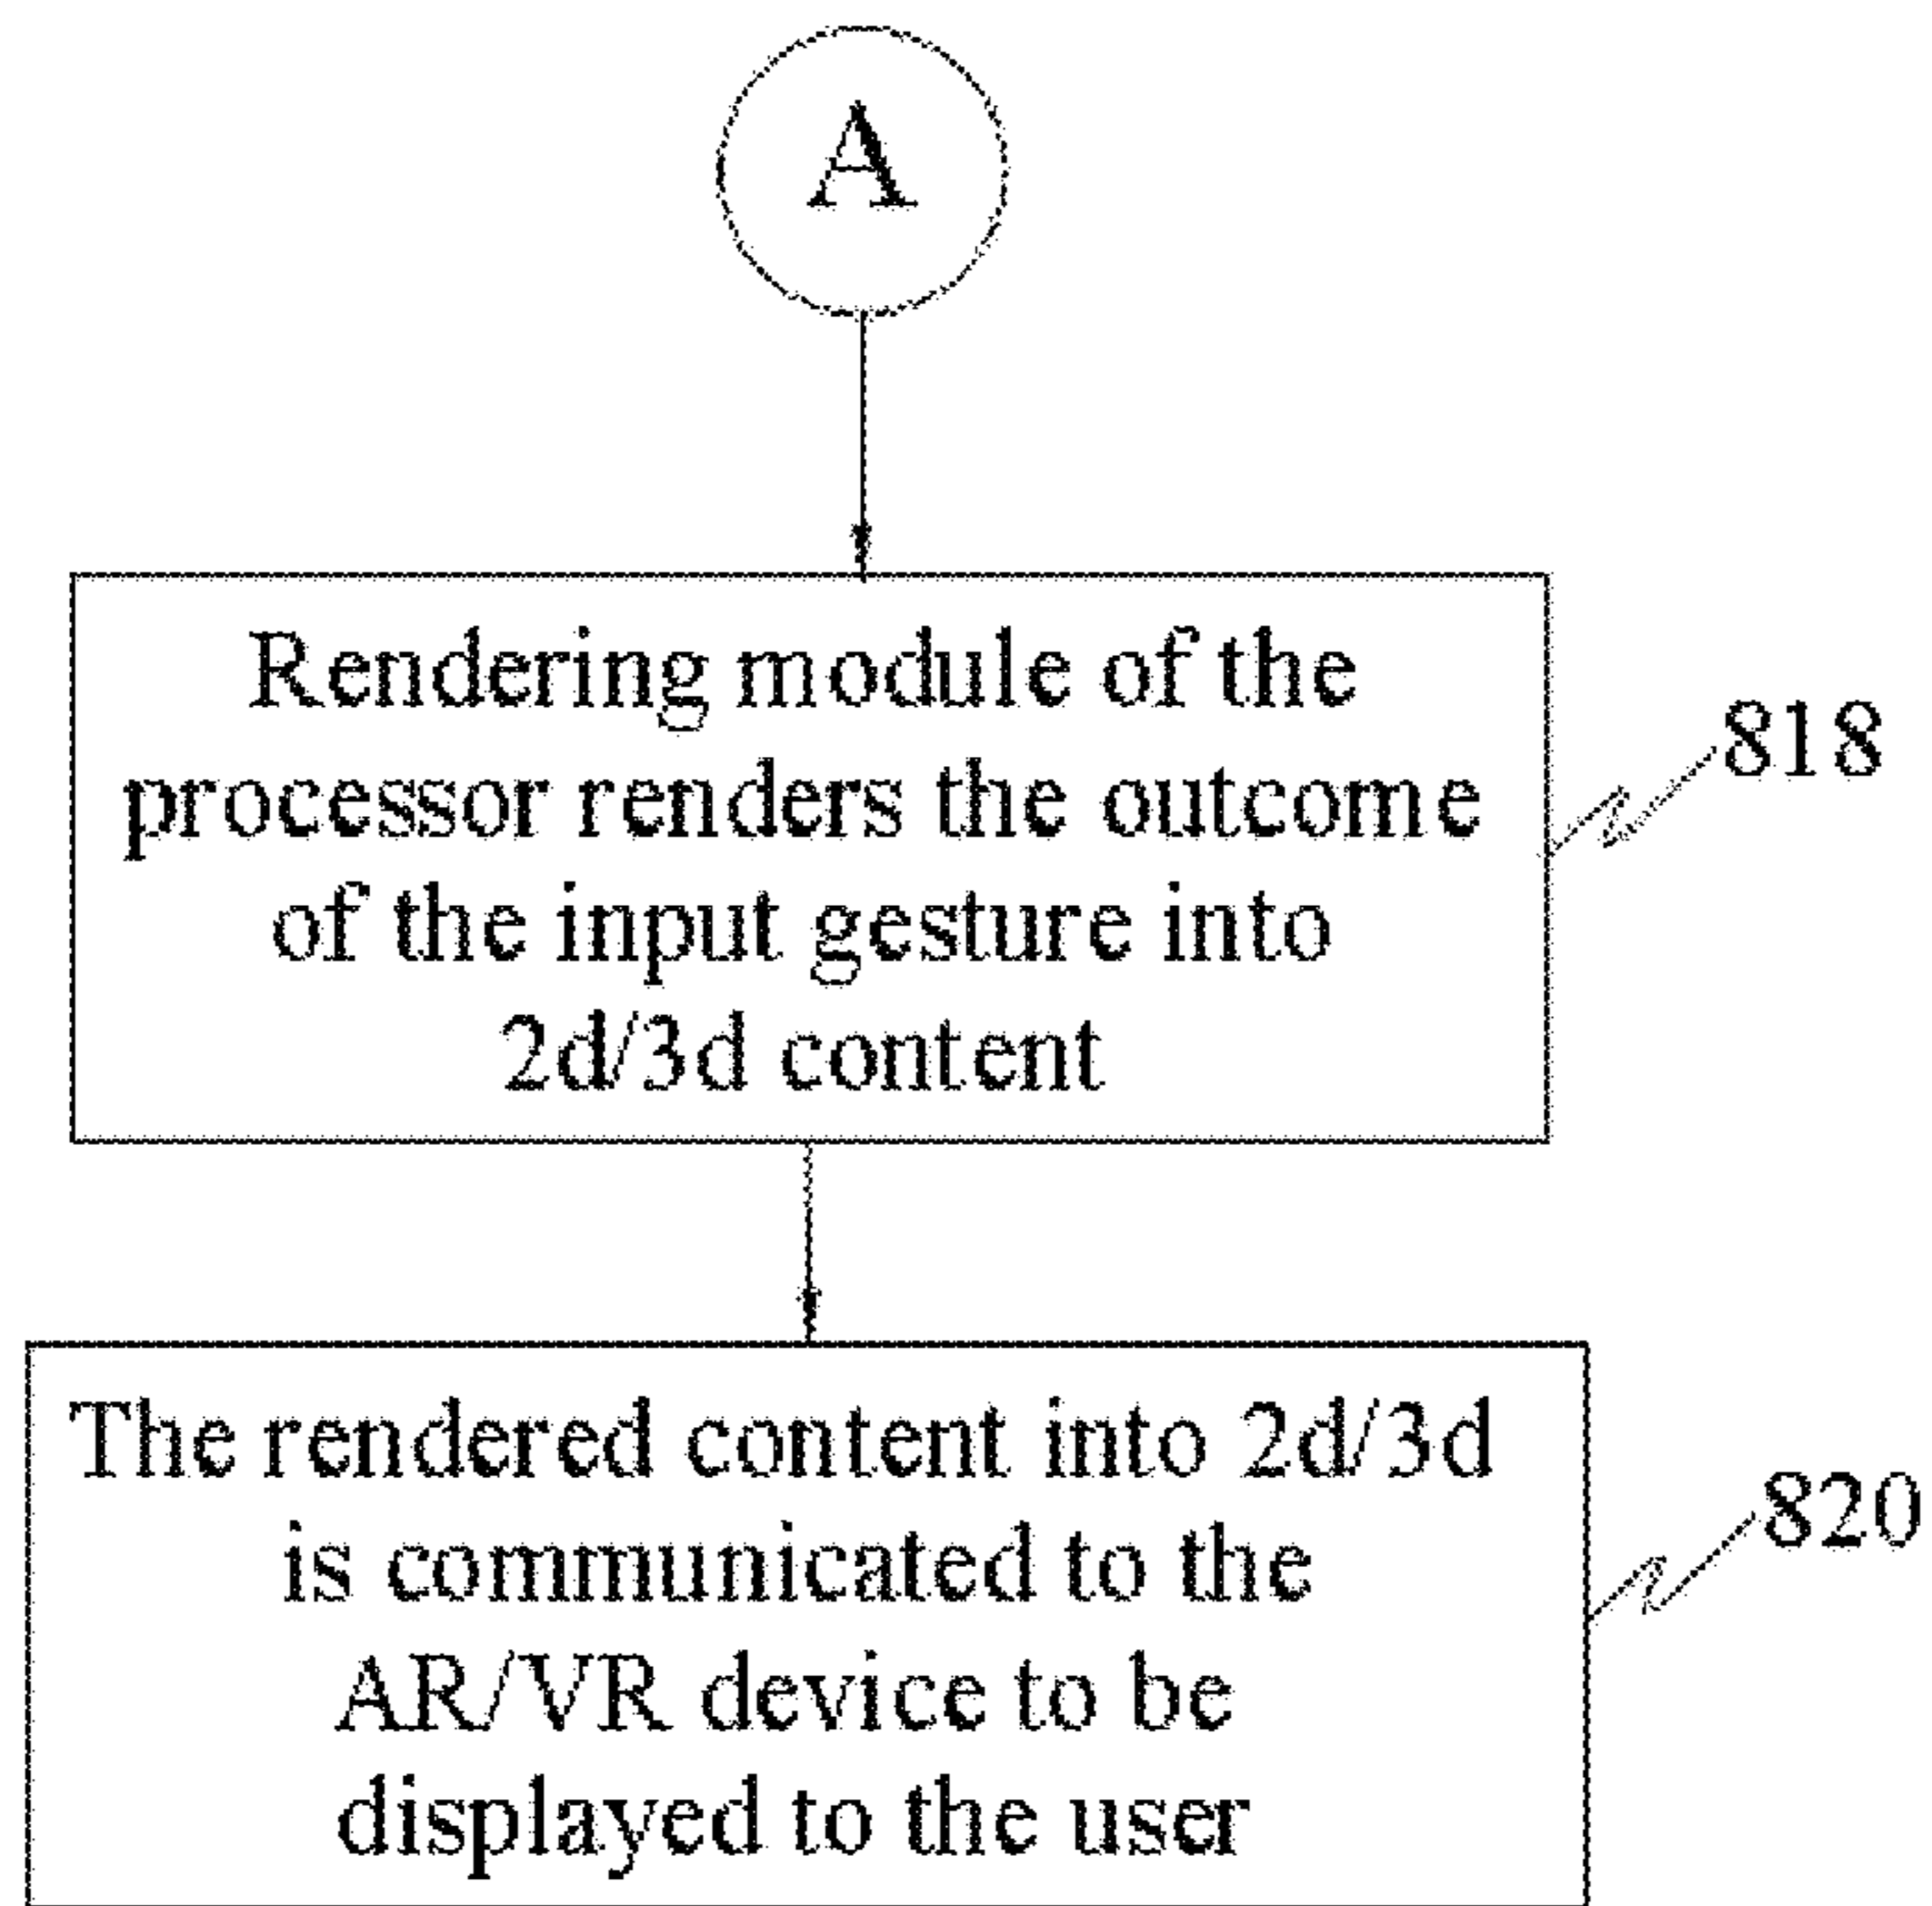 A
Rendering module of the
processor renders the outcome
of the input gesture into
2d/3d content
818
The rendered content into 2d/3d
is communicated to the
AR/VR device to be
displayed to the user
820